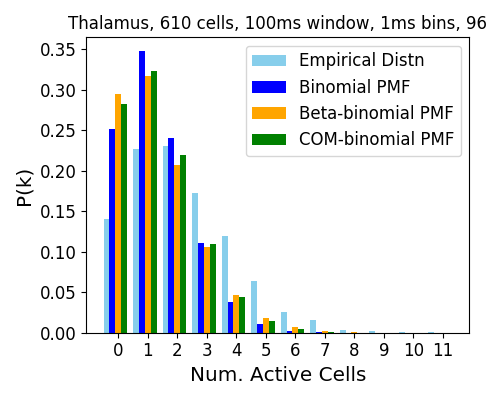 Thalamus, 610 cells, 100ms window, 1ms bins, 96
0.35
0.30
0.25
0.20
0.15
0.10
0.05
0.00
P(k)
Empirical Distn
Binomial PMF
Beta-binomial PMF
COM-binomial PMF
0 1 2 3 4 5 6 7 8 9 10 11
Num. Active Cells